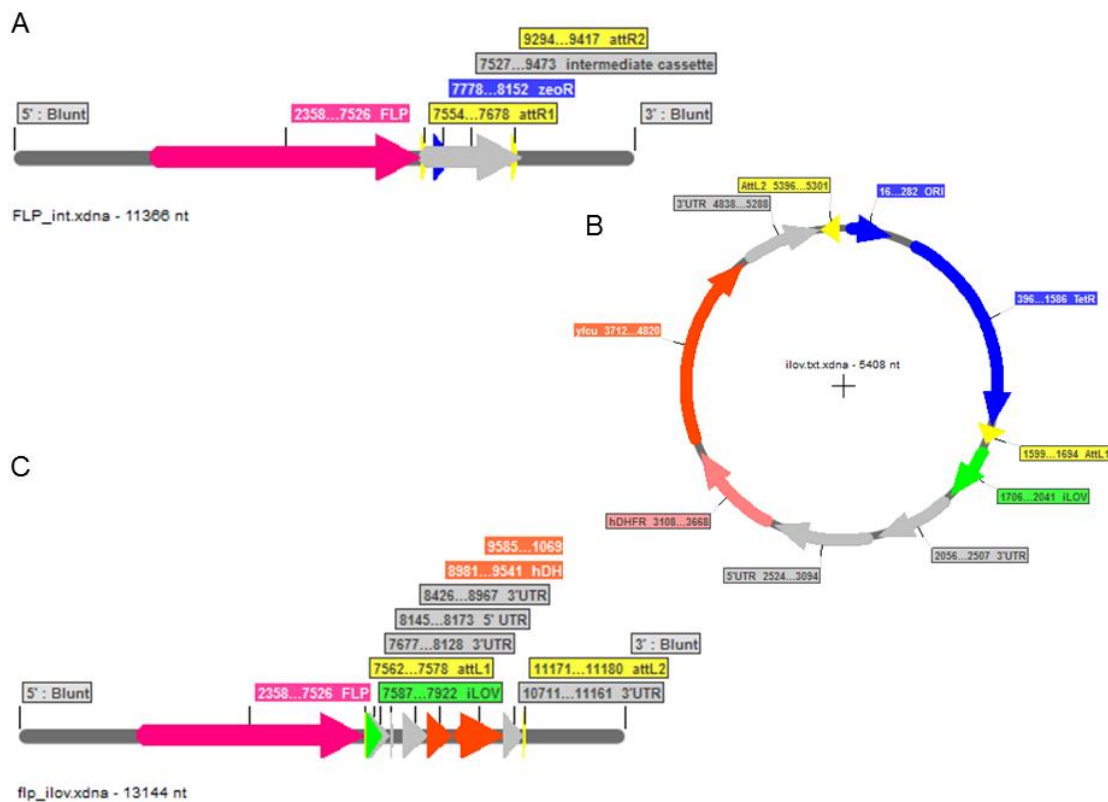 A
9294...9417 attR2
7527...9473 intermediate cassette
7778...8152 zeoR
5' : Blunt
2358...7526 FLP
7554...7678 attR1
3' : Blunt
FLP_int.xdna - 11366 nt
B
AttL2 5396...5301
16...282 ORI
3'UTR 4838...5288
396...1586 TetR
yfcu 3712...4820
ilov.txt.xdna - 5408 nt
1599...1694 AttL1
1706...2041 iLOV
hDHFR 3108...3668
2056...2507 3'UTR
5'UTR 2524...3094
C
9585...1069
8981...9541 hDH
8426...8967 3'UTR
8145...8173 5' UTR
7677...8128 3'UTR
3' : Blunt
7562...7578 attL1
11171...11180 attL2
5' : Blunt
2358...7526 FLP
7587...7922 iLOV
10711...11161 3'UTR
flp_ilov.xdna - 13144 nt